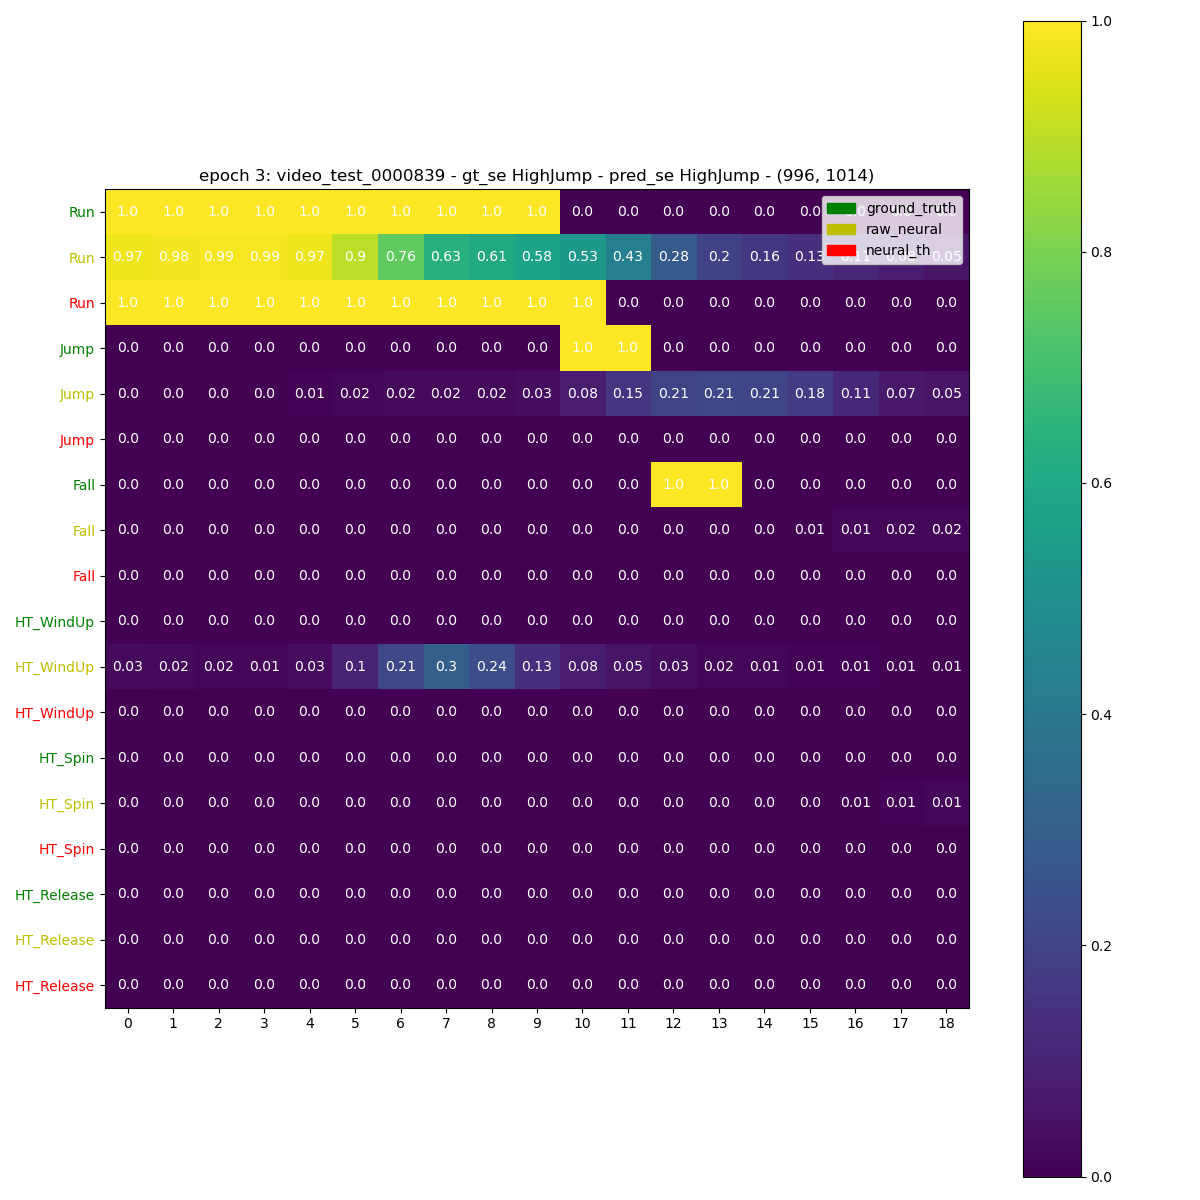 epoch 3: video_test_0000839 - gt_se HighJump - pred_se HighJump - (996, 1014)
Run 1.0 1.0 1.0 1.0 1.0 1.0 1.0 1.0 1.0 1.0 0.0 0.0 0.0 0.0 0.0 0.0
ground_truth
raw_neural
neural_th
Run 0.97 0.98 0.99 0.99 0.97 0.9 0.76 0.63 0.61 0.58 0.53 0.43 0.28 0.2 0.16 0.13 0.11 0.05
Run 1.0 1.0 1.0 1.0 1.0 1.0 1.0 1.0 1.0 1.0 1.0 0.0 0.0 0.0 0.0 0.0 0.0 0.0 0.0
Jump 0.0 0.0 0.0 0.0 0.0 0.0 0.0 0.0 0.0 0.0 1.0 1.0 0.0 0.0 0.0 0.0 0.0 0.0 0.0
Jump 0.0 0.0 0.0 0.0 0.01 0.02 0.02 0.02 0.02 0.03 0.08 0.15 0.21 0.21 0.21 0.18 0.11 0.07 0.05
Jump 0.0 0.0 0.0 0.0 0.0 0.0 0.0 0.0 0.0 0.0 0.0 0.0 0.0 0.0 0.0 0.0 0.0 0.0 0.0
Fall 0.0 0.0 0.0 0.0 0.0 0.0 0.0 0.0 0.0 0.0 0.0 0.0 1.0 1.0 0.0 0.0 0.0 0.0 0.0
Fall 0.0 0.0 0.0 0.0 0.0 0.0 0.0 0.0 0.0 0.0 0.0 0.0 0.0 0.0 0.0 0.01 0.01 0.02 0.02
Fall 0.0 0.0 0.0 0.0 0.0 0.0 0.0 0.0 0.0 0.0 0.0 0.0 0.0 0.0 0.0 0.0 0.0 0.0 0.0
HT_WindUp 0.0 0.0 0.0 0.0 0.0 0.0 0.0 0.0 0.0 0.0 0.0 0.0 0.0 0.0 0.0 0.0 0.0 0.0 0.0
HT_WindUp 0.03 0.02 0.02 0.01 0.03 0.1 0.21 0.3 0.24 0.13 0.08 0.05 0.03 0.02 0.01 0.01 0.01 0.01 0.01
HT_WindUp 0.0 0.0 0.0 0.0 0.0 0.0 0.0 0.0 0.0 0.0 0.0 0.0 0.0 0.0 0.0 0.0 0.0 0.0 0.0
HT_Spin 0.0 0.0 0.0 0.0 0.0 0.0 0.0 0.0 0.0 0.0 0.0 0.0 0.0 0.0 0.0 0.0 0.0 0.0 0.0
HT_Spin 0.0 0.0 0.0 0.0 0.0 0.0 0.0 0.0 0.0 0.0 0.0 0.0 0.0 0.0 0.0 0.0 0.01 0.01 0.01
HT_Spin 0.0 0.0 0.0 0.0 0.0 0.0 0.0 0.0 0.0 0.0 0.0 0.0 0.0 0.0 0.0 0.0 0.0 0.0 0.0
HT_Release 0.0 0.0 0.0 0.0 0.0 0.0 0.0 0.0 0.0 0.0 0.0 0.0 0.0 0.0 0.0 0.0 0.0 0.0 0.0
HT_Release 0.0 0.0 0.0 0.0 0.0 0.0 0.0 0.0 0.0 0.0 0.0 0.0 0.0 0.0 0.0 0.0 0.0 0.0 0.0
HT_Release 0.0 0.0 0.0 0.0 0.0 0.0 0.0 0.0 0.0 0.0 0.0 0.0 0.0 0.0 0.0 0.0 0.0 0.0 0.0
0 1 2 3 4 5 6 7 8 9 10 11 12 13 14 15 16 17 18
1.0
0.8
0.6
0.4
0.2
0.0